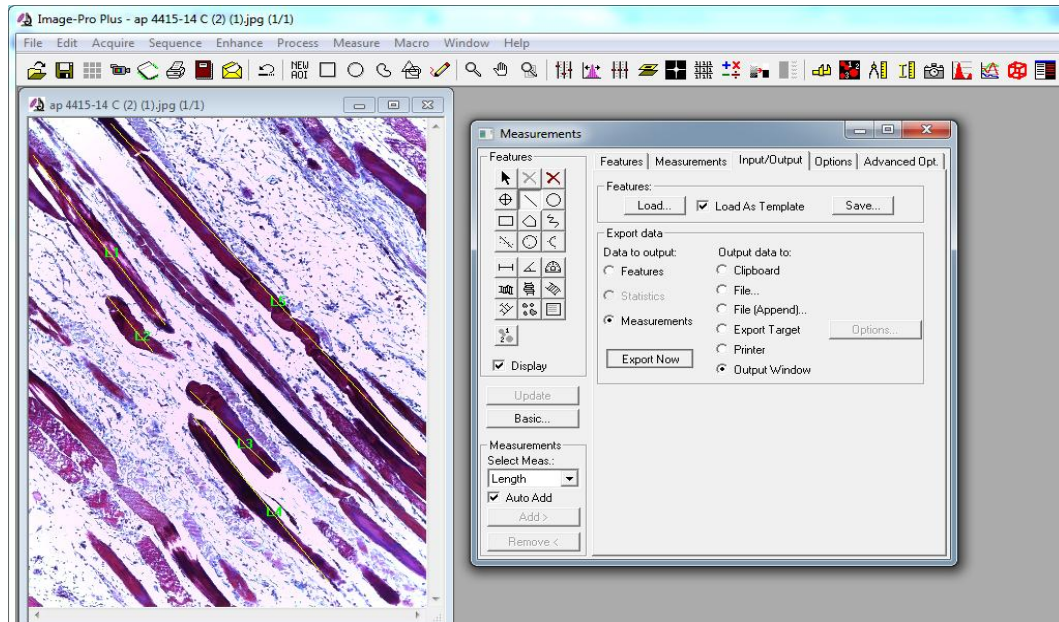 Image-Pro Plus - ap 4415-14 C (2) (1).jpg (1/1)
File Edit Acquire Sequence Enhance Process Measure Macro Window Help
NEW AOI
ap 4415-14 C (2) (1).jpg (1/1)
L1
L2
L5
L3
L4
Measurements
Features
Display
Update
Basic...
Measurements
Select Meas.:
Length
Auto Add
Add >
Remove <
Features Measurements Input/Output Options Advanced Opt.
Features:
Load... Load As Template Save...
Export data
Data to output: Output data to:
Features Clipboard
Statistics File...
File (Append)...
Measurements Export Target Options...
Export Now Printer
Output Window